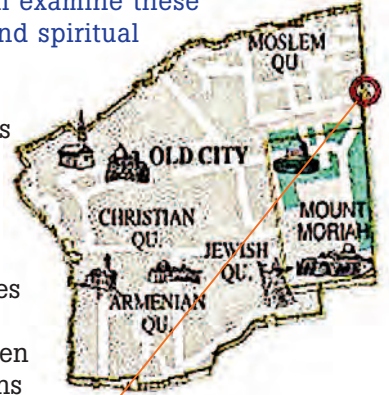 examine these
nd spiritual
s
es
en
ns
MOSLEM
QU
OLD CITY
CHRISTIAN
QU.
JEWISH
QU.
ARMENIAN
QU.
MOUNT
MORIAH